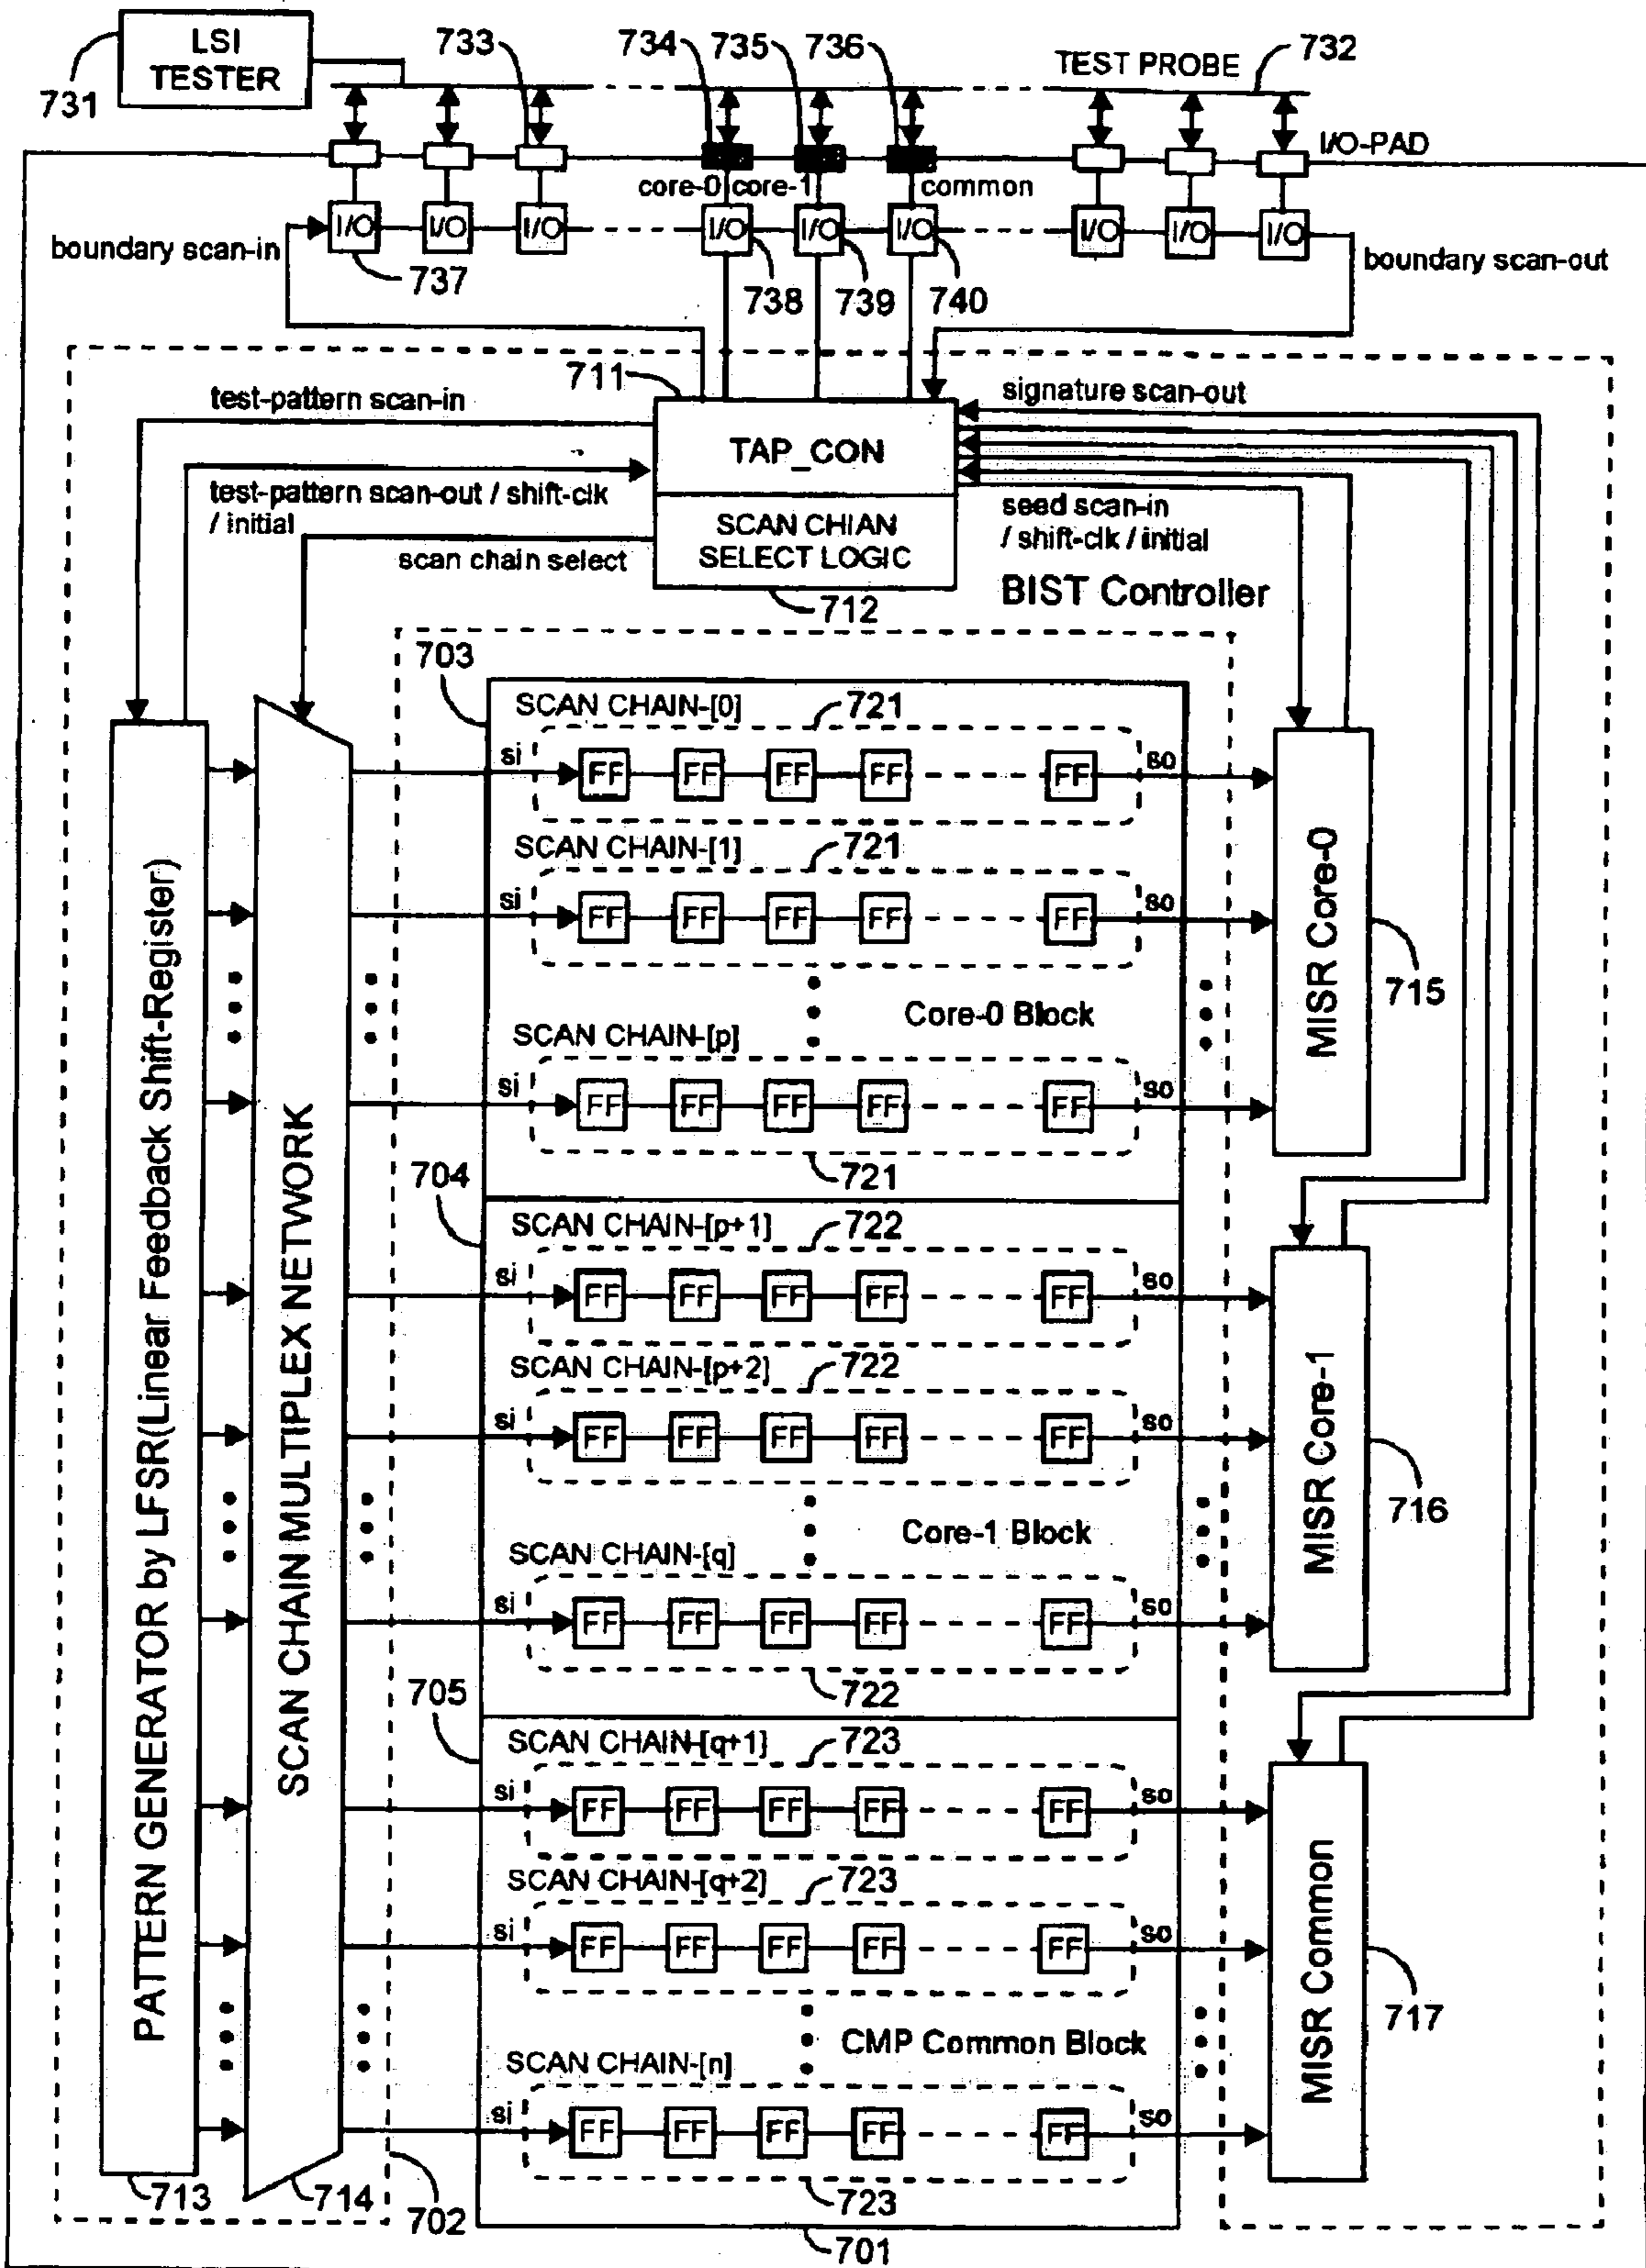 LSI
TESTER
731
733
734
735
736
TEST PROBE
732
I/O-PAD
core-0
core-1
common
I/O
I/O
I/O
I/O
I/O
I/O
I/O
I/O
I/O
boundary scan-in
737
738
739
740
boundary scan-out
711
test-pattern scan-in
signature scan-out
TAP_CON
test-pattern scan-out / shift-clk
/ initial
seed scan-in
/ shift-clk / initial
SCAN CHIAN
SELECT LOGIC
scan chain select
712
BIST Controller
703
SCAN CHAIN-[0]
721
si
FF
FF
FF
FF
FF
so
SCAN CHAIN-[1]
721
si
FF
FF
FF
FF
FF
so
Core-0 Block
SCAN CHAIN-[p]
si
FF
FF
FF
FF
FF
so
721
MISR Core-0
715
PATTERN GENERATOR by LFSR(Linear Feedback Shift-Register)
SCAN CHAIN MULTIPLEX NETWORK
704
SCAN CHAIN-[p+1]
722
si
FF
FF
FF
FF
FF
so
SCAN CHAIN-[p+2]
722
si
FF
FF
FF
FF
FF
so
Core-1 Block
SCAN CHAIN-[q]
si
FF
FF
FF
FF
FF
so
722
MISR Core-1
716
705
SCAN CHAIN-[q+1]
723
si
FF
FF
FF
FF
FF
so
SCAN CHAIN-[q+2]
723
si
FF
FF
FF
FF
FF
so
CMP Common Block
SCAN CHAIN-[n]
si
FF
FF
FF
FF
FF
so
723
MISR Common
717
713
714
702
701